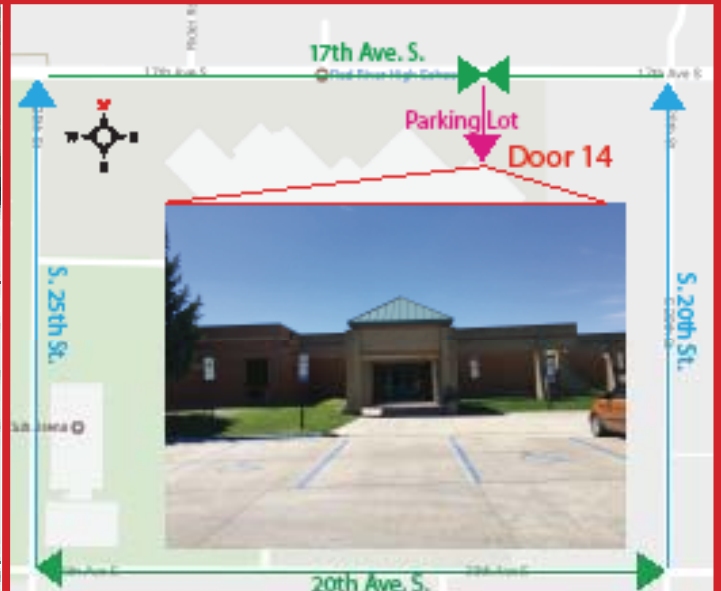 17th Ave. S.
17th Ave S
Red River High School
17th Ave S
Parking Lot
Door 14
S. 25th St.
S. 20th St.
20th Ave. S.